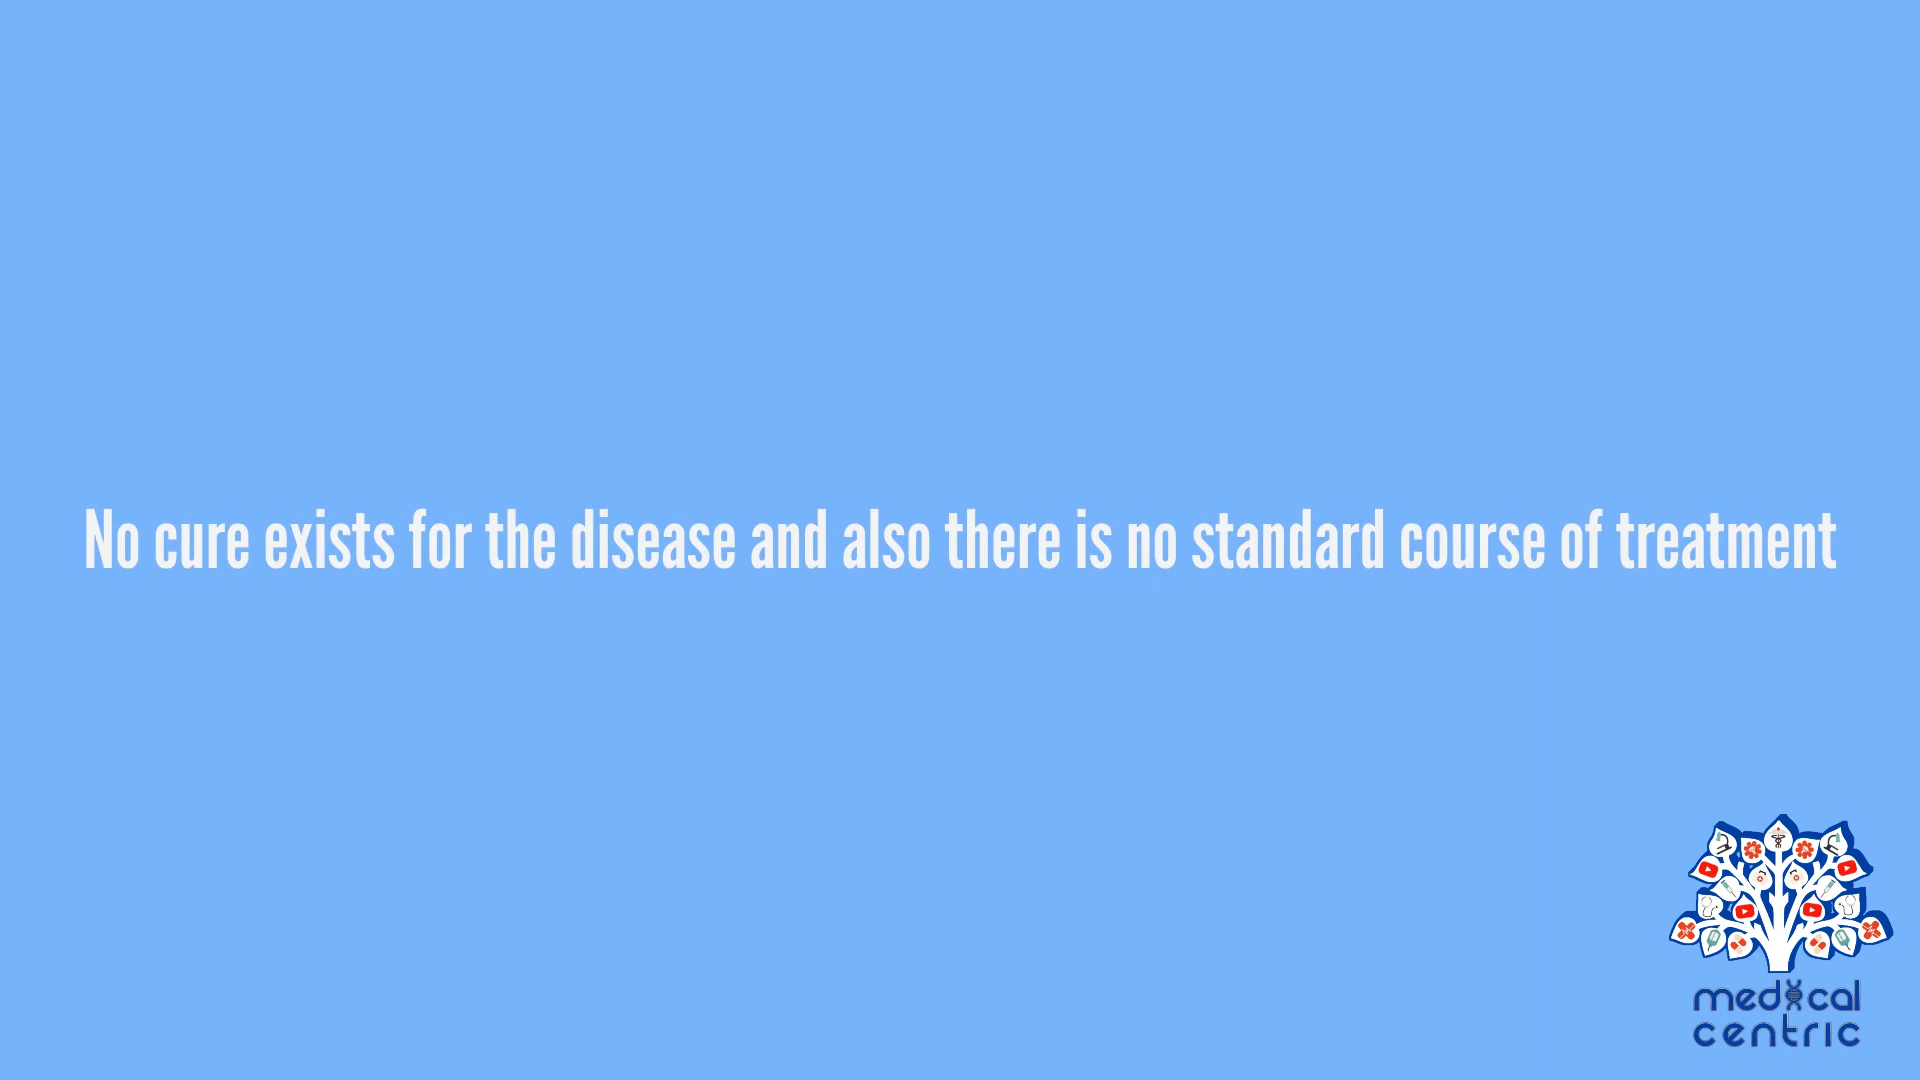 No cure exists for the disease and also there is no standard course of treatment
medical
centric